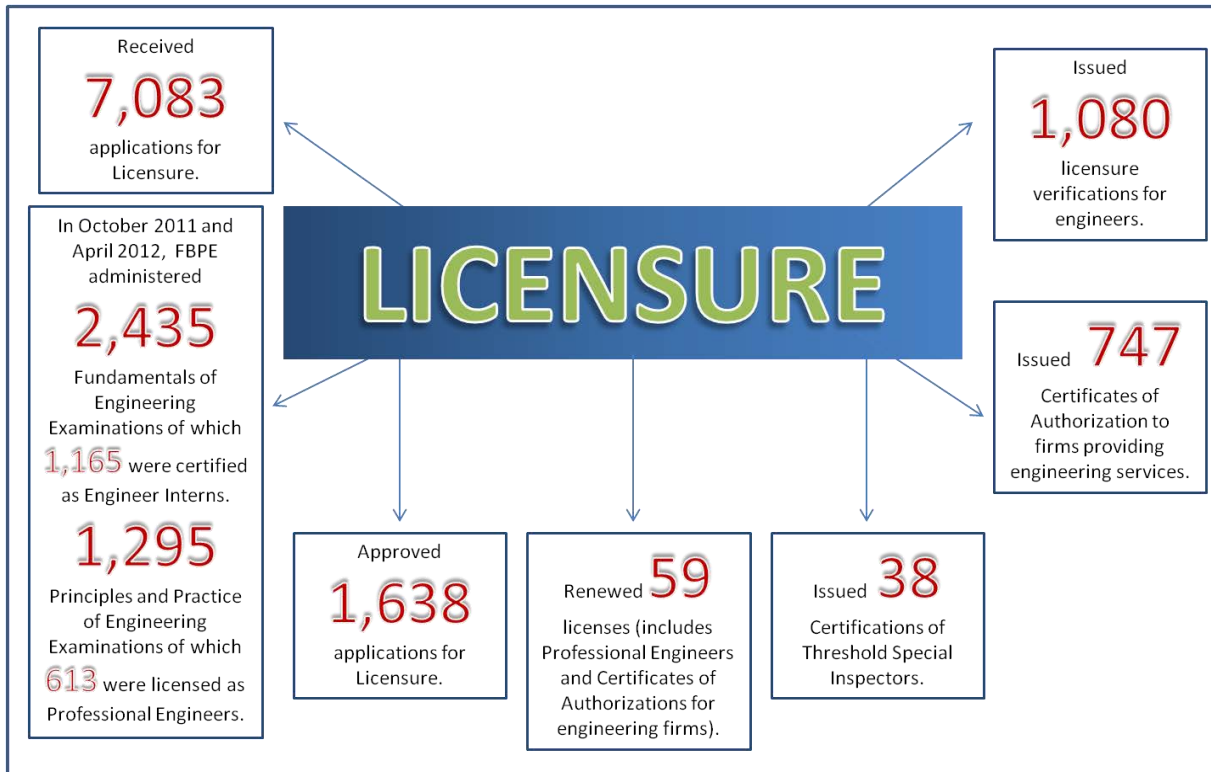 Received
7,083
applications for
Licensure.
In October 2011 and
April 2012, FBPE
administered
2,435
Fundamentals of
Engineering
Examinations of which
1,165 were certified
as Engineer Interns.
1,295
Principles and Practice
of Engineering
Examinations of which
613 were licensed as
Professional Engineers.
LICENSURE
Issued
1,080
licensure
verifications for
engineers.
Issued 747
Certificates of
Authorization to
firms providing
engineering services.
Approved
1,638
applications for
Licensure.
Renewed 59
licenses (includes
Professional Engineers
and Certificates of
Authorizations for
engineering firms).
Issued 38
Certifications of
Threshold Special
Inspectors.